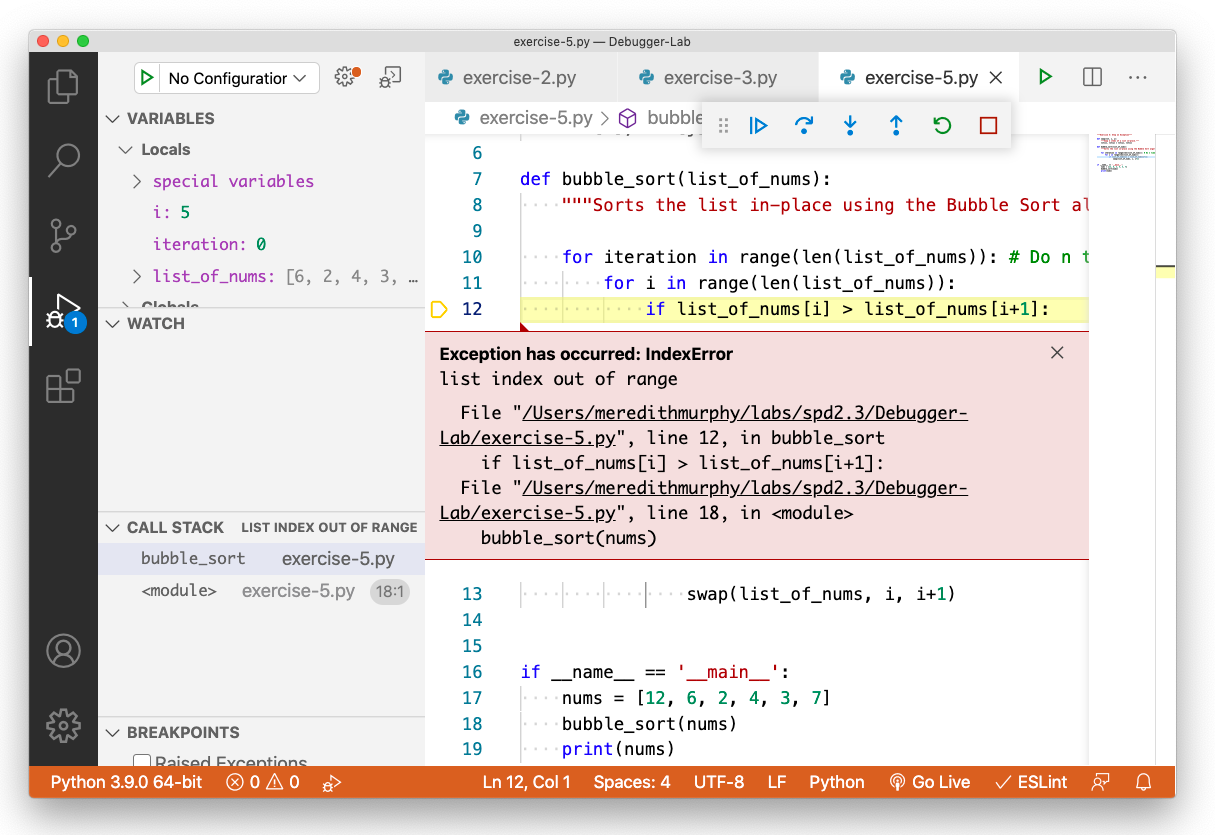 exercise-5.py — Debugger-Lab
No Configuration
exercise-2.py
exercise-3.py
exercise-5.py
exercise-5.py > bubble
VARIABLES
Locals
special variables
i: 5
iteration: 0
list_of_nums: [6, 2, 4, 3, …
Globals
WATCH
CALL STACK LIST INDEX OUT OF RANGE
bubble_sort exercise-5.py
<module> exercise-5.py 18:1
BREAKPOINTS
Raised Exceptions
1
6
7 def bubble_sort(list_of_nums):
8 """Sorts the list in-place using the Bubble Sort al
9
10 for iteration in range(len(list_of_nums)): # Do n t
11 for i in range(len(list_of_nums)):
12 if list_of_nums[i] > list_of_nums[i+1]:
Exception has occurred: IndexError
list index out of range
File "/Users/meredithmurphy/labs/spd2.3/Debugger-
Lab/exercise-5.py", line 12, in bubble_sort
if list_of_nums[i] > list_of_nums[i+1]:
File "/Users/meredithmurphy/labs/spd2.3/Debugger-
Lab/exercise-5.py", line 18, in <module>
bubble_sort(nums)
13 swap(list_of_nums, i, i+1)
14
15
16 if __name__ == '__main__':
17 nums = [12, 6, 2, 4, 3, 7]
18 bubble_sort(nums)
19 print(nums)
Python 3.9.0 64-bit 0 0 Ln 12, Col 1 Spaces: 4 UTF-8 LF Python Go Live ESLint